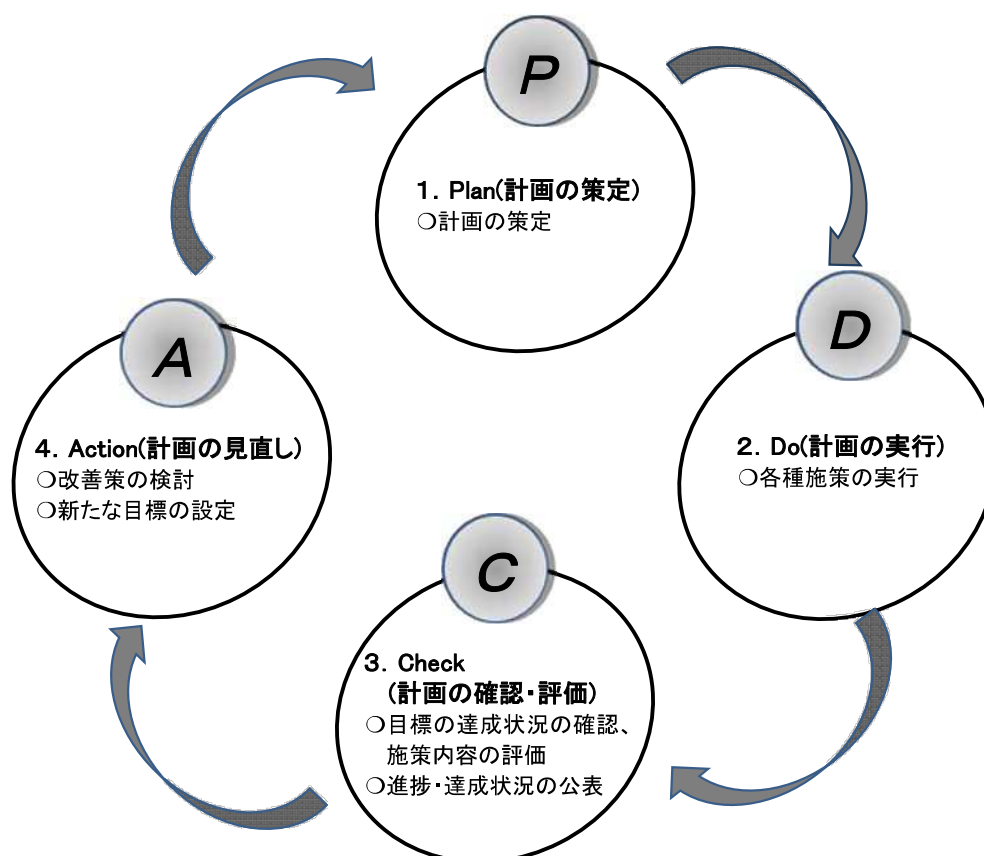 P
1. Plan(計画の策定)
○計画の策定
D
2. Do(計画の実行)
○各種施策の実行
C
3. Check
(計画の確認・評価)
○目標の達成状況の確認、
施策内容の評価
○進捗・達成状況の公表
A
4. Action(計画の見直し)
○改善策の検討
○新たな目標の設定